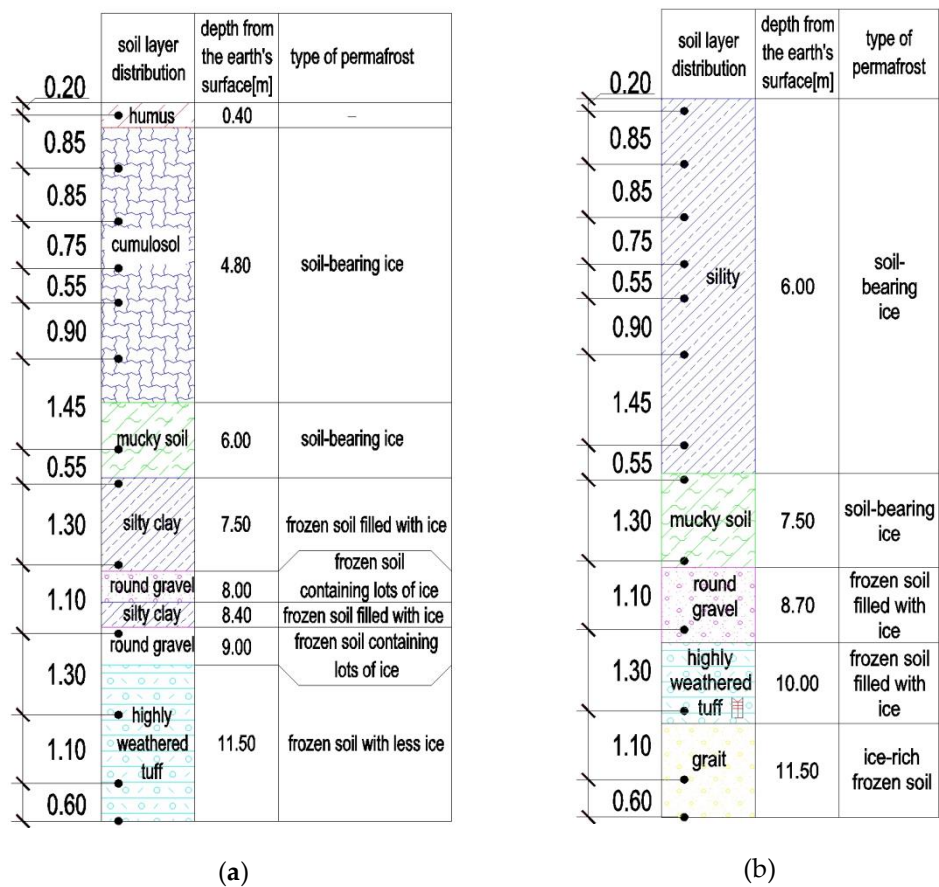 soil layer
distribution
depth from
the earth's
surface[m]
type of permafrost
0.20
humus
0.40
–
0.85
0.85
0.75
cumulosol
4.80
soil-bearing ice
0.55
0.90
1.45
mucky soil
6.00
soil-bearing ice
0.55
1.30
silty clay
7.50
frozen soil filled with ice
frozen soil
containing lots of ice
round gravel
8.00
1.10
silty clay
8.40
frozen soil filled with ice
round gravel
9.00
frozen soil containing
lots of ice
1.30
highly
weathered
tuff
11.50
frozen soil with less ice
1.10
0.60
(a)
soil layer
distribution
depth from
the earth's
surface[m]
type of
permafrost
0.20
0.85
0.85
0.75
sility
6.00
soil-
bearing
ice
0.55
0.90
1.45
0.55
1.30
mucky soil
7.50
soil-bearing
ice
1.10
round
gravel
8.70
frozen soil
filled with
ice
1.30
highly
weathered
tuff
10.00
frozen soil
filled with
ice
1.10
grait
11.50
ice-rich
frozen soil
0.60
(b)